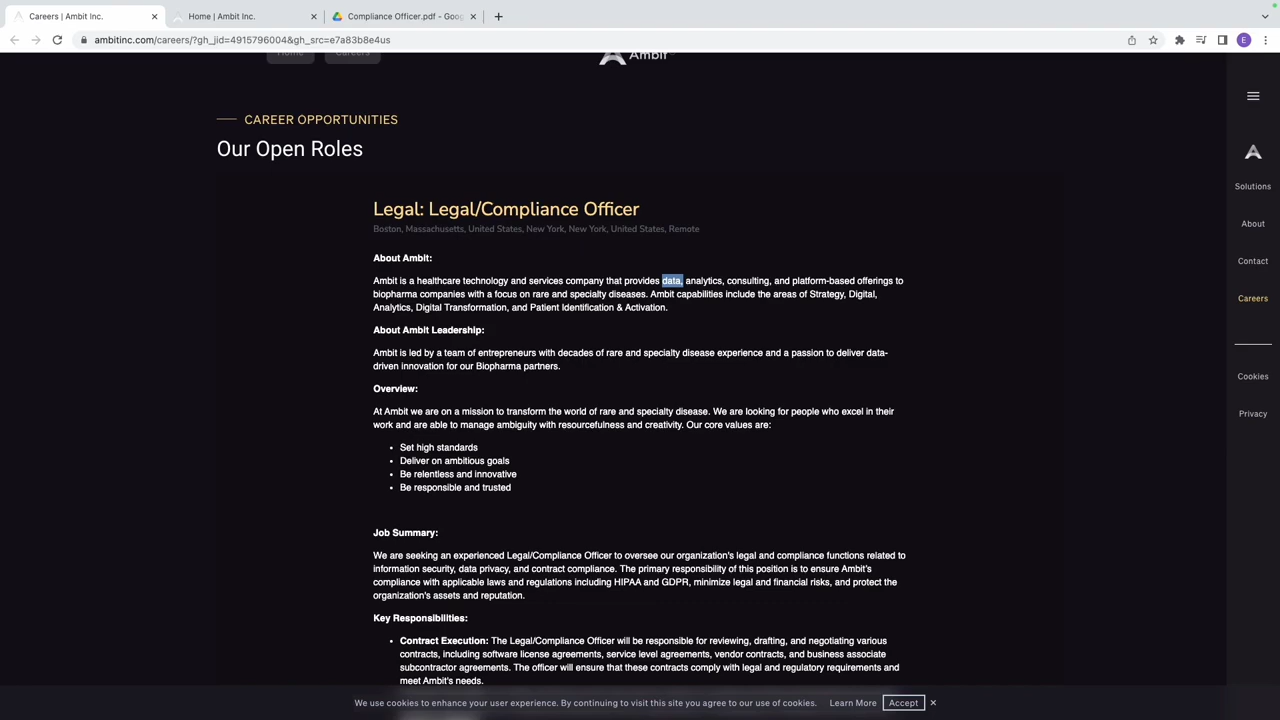 Careers | Ambit Inc.
Home | Ambit Inc.
Compliance Officer.pdf - Goog
ambitinc.com/careers/?gh_jid=4915796004&gh_src=e7a83b8e4us
E
Home
Careers
Ambit
CAREER OPPORTUNITIES
Our Open Roles
Legal: Legal/Compliance Officer
Boston, Massachusetts, United States, New York, New York, United States, Remote
About Ambit:
Ambit is a healthcare technology and services company that provides data, analytics, consulting, and platform-based offerings to
biopharma companies with a focus on rare and specialty diseases. Ambit capabilities include the areas of Strategy, Digital,
Analytics, Digital Transformation, and Patient Identification & Activation.
About Ambit Leadership:
Ambit is led by a team of entrepreneurs with decades of rare and specialty disease experience and a passion to deliver data-
driven innovation for our Biopharma partners.
Overview:
At Ambit we are on a mission to transform the world of rare and specialty disease. We are looking for people who excel in their
work and are able to manage ambiguity with resourcefulness and creativity. Our core values are:
• Set high standards
• Deliver on ambitious goals
• Be relentless and innovative
• Be responsible and trusted
Job Summary:
We are seeking an experienced Legal/Compliance Officer to oversee our organization's legal and compliance functions related to
information security, data privacy, and contract compliance. The primary responsibility of this position is to ensure Ambit's
compliance with applicable laws and regulations including HIPAA and GDPR, minimize legal and financial risks, and protect the
organization's assets and reputation.
Key Responsibilities:
• Contract Execution: The Legal/Compliance Officer will be responsible for reviewing, drafting, and negotiating various
contracts, including software license agreements, service level agreements, vendor contracts, and business associate
subcontractor agreements. The officer will ensure that these contracts comply with legal and regulatory requirements and
meet Ambit's needs.
Solutions
About
Contact
Careers
Cookies
Privacy
We use cookies to enhance your user experience. By continuing to visit this site you agree to our use of cookies.
Learn More
Accept